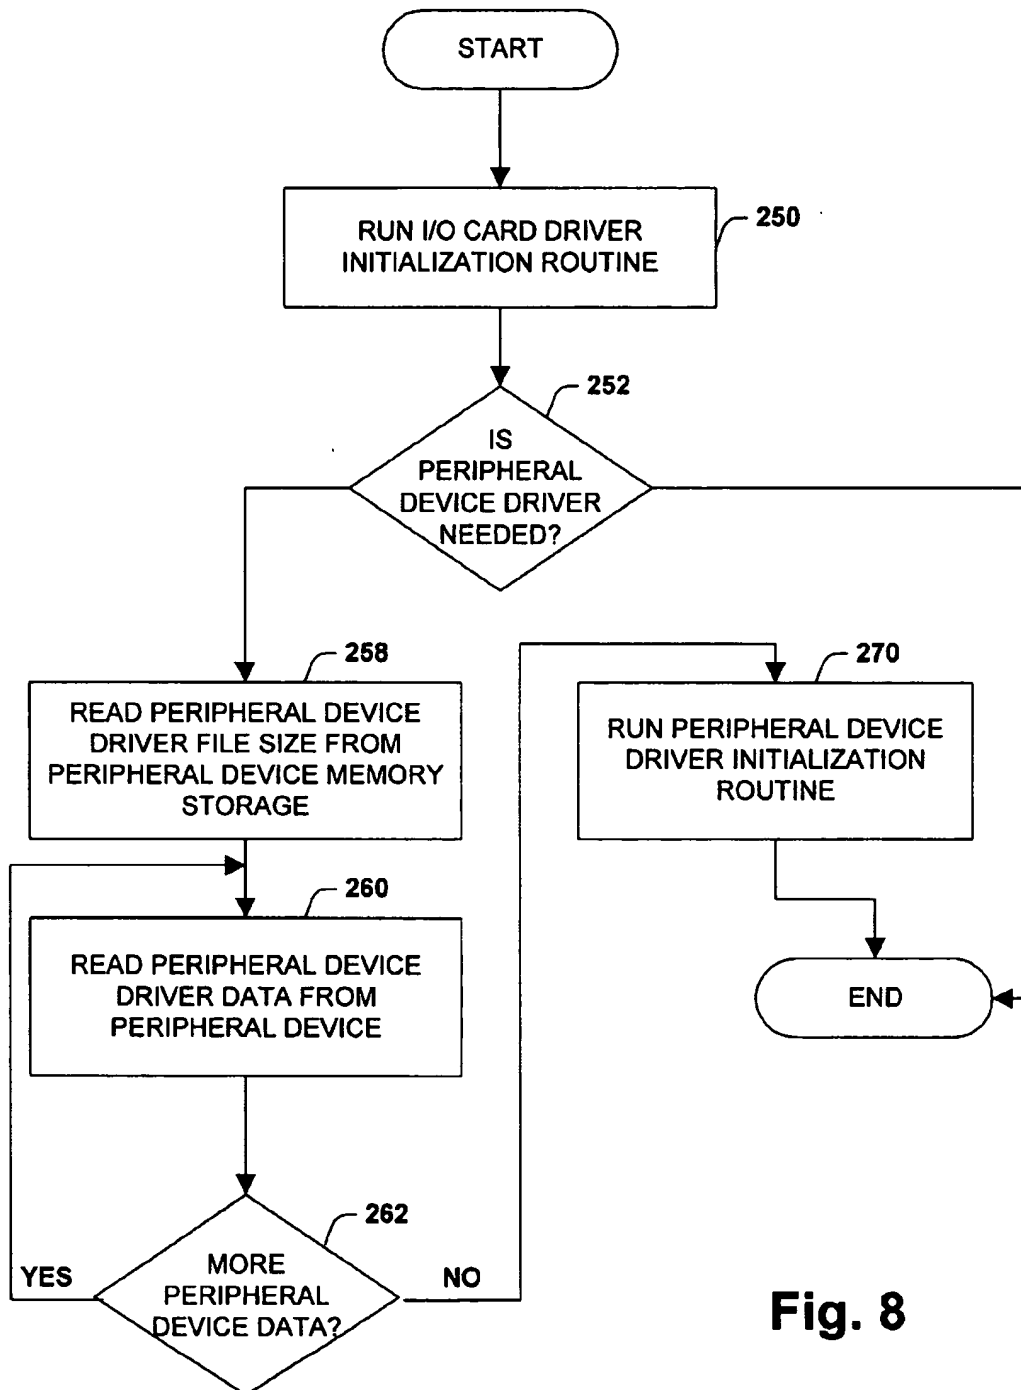 START
RUN I/O CARD DRIVER
INITIALIZATION ROUTINE
250
252
IS
PERIPHERAL
DEVICE DRIVER
NEEDED?
258
READ PERIPHERAL DEVICE
DRIVER FILE SIZE FROM
PERIPHERAL DEVICE MEMORY
STORAGE
260
READ PERIPHERAL DEVICE
DRIVER DATA FROM
PERIPHERAL DEVICE
262
MORE
PERIPHERAL
DEVICE DATA?
YES
NO
270
RUN PERIPHERAL DEVICE
DRIVER INITIALIZATION
ROUTINE
END
Fig. 8